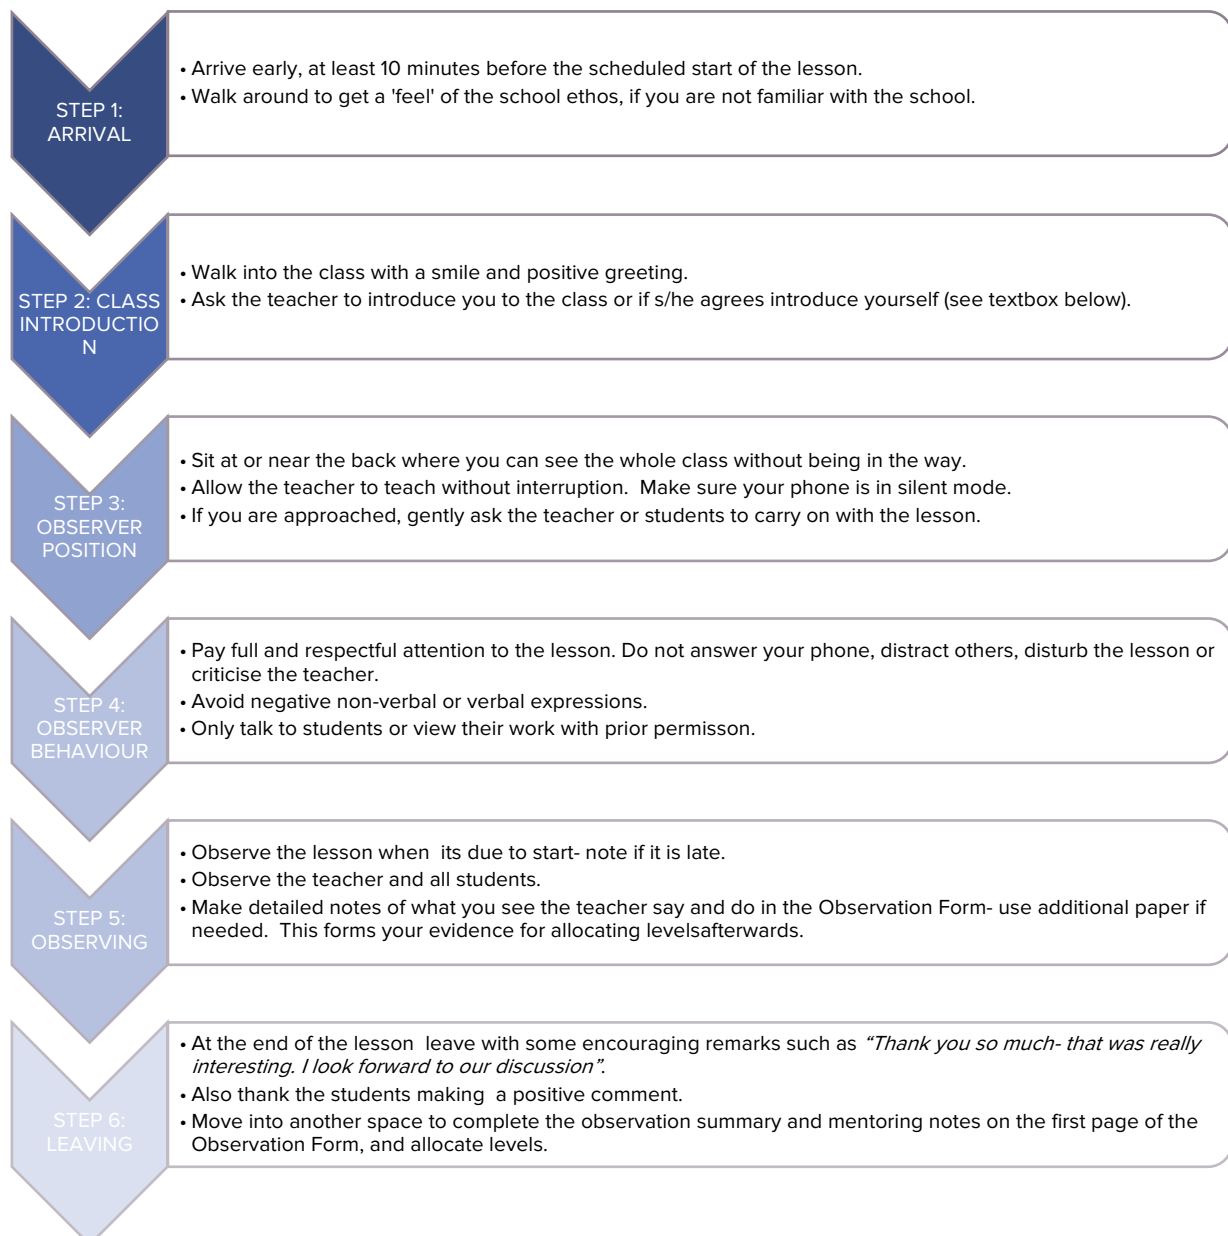 STEP 1:
ARRIVAL
• Arrive early, at least 10 minutes before the scheduled start of the lesson.
• Walk around to get a 'feel' of the school ethos, if you are not familiar with the school.
STEP 2: CLASS
INTRODUCTIO
N
• Walk into the class with a smile and positive greeting.
• Ask the teacher to introduce you to the class or if s/he agrees introduce yourself (see textbox below).
STEP 3:
OBSERVER
POSITION
• Sit at or near the back where you can see the whole class without being in the way.
• Allow the teacher to teach without interruption.  Make sure your phone is in silent mode.
• If you are approached, gently ask the teacher or students to carry on with the lesson.
STEP 4:
OBSERVER
BEHAVIOUR
• Pay full and respectful attention to the lesson. Do not answer your phone, distract others, disturb the lesson or
criticise the teacher.
• Avoid negative non-verbal or verbal expressions.
• Only talk to students or view their work with prior permisson.
STEP 5:
OBSERVING
• Observe the lesson when  its due to start- note if it is late.
• Observe the teacher and all students.
• Make detailed notes of what you see the teacher say and do in the Observation Form- use additional paper if
needed.  This forms your evidence for allocating levelsafterwards.
STEP 6:
LEAVING
• At the end of the lesson  leave with some encouraging remarks such as “Thank you so much- that was really
interesting. I look forward to our discussion”.
• Also thank the students making  a positive comment.
• Move into another space to complete the observation summary and mentoring notes on the first page of the
Observation Form, and allocate levels.